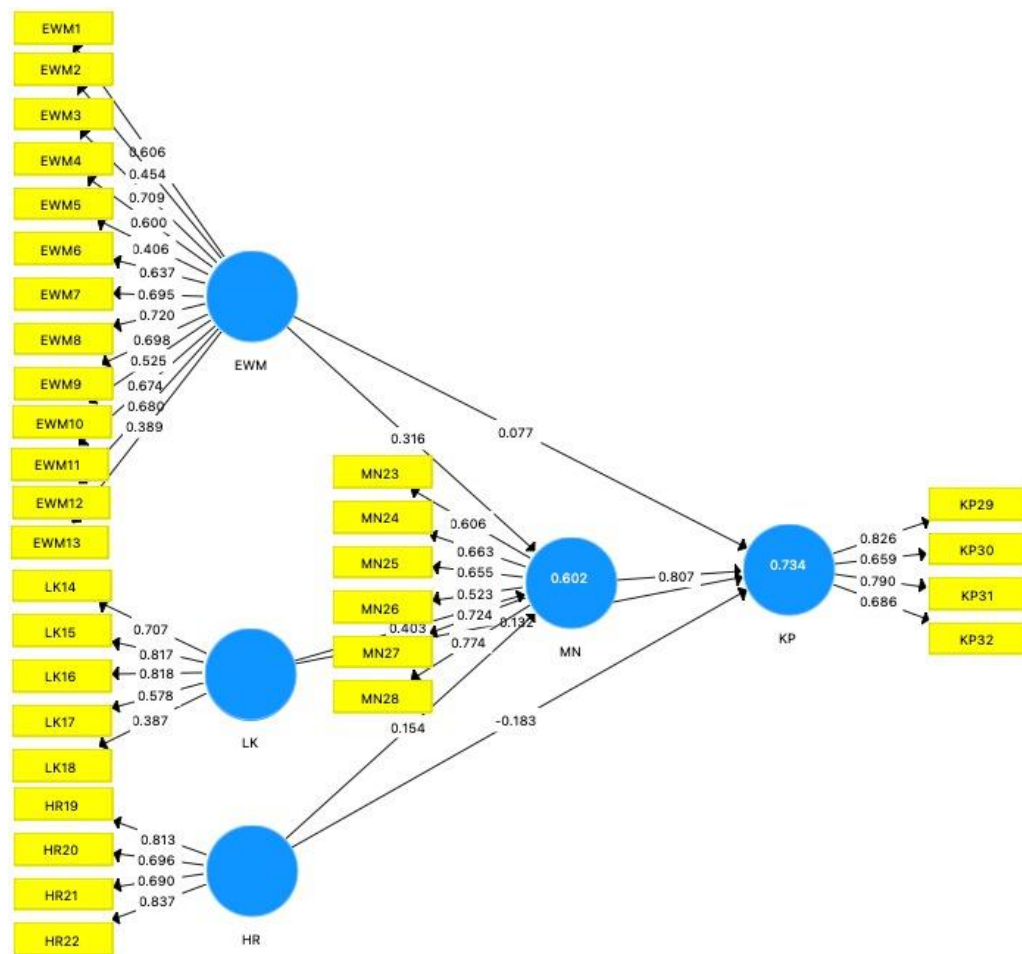 EWM1
EWM2
EWM3
EWM4
EWM5
EWM6
EWM7
EWM8
EWM9
EWM10
EWM11
EWM12
EWM13
0.606
0.454
0.709
0.600
0.406
0.637
0.695
0.720
0.698
0.525
0.674
0.680
0.389
EWM
0.316
0.077
LK14
LK15
LK16
LK17
LK18
0.707
0.817
0.818
0.578
0.387
LK
0.403
0.132
HR19
HR20
HR21
HR22
0.813
0.696
0.690
0.837
HR
0.154
-0.183
MN23
MN24
MN25
MN26
MN27
MN28
0.606
0.663
0.655
0.523
0.724
0.774
0.602
MN
0.807
0.734
KP
0.826
0.659
0.790
0.686
KP29
KP30
KP31
KP32